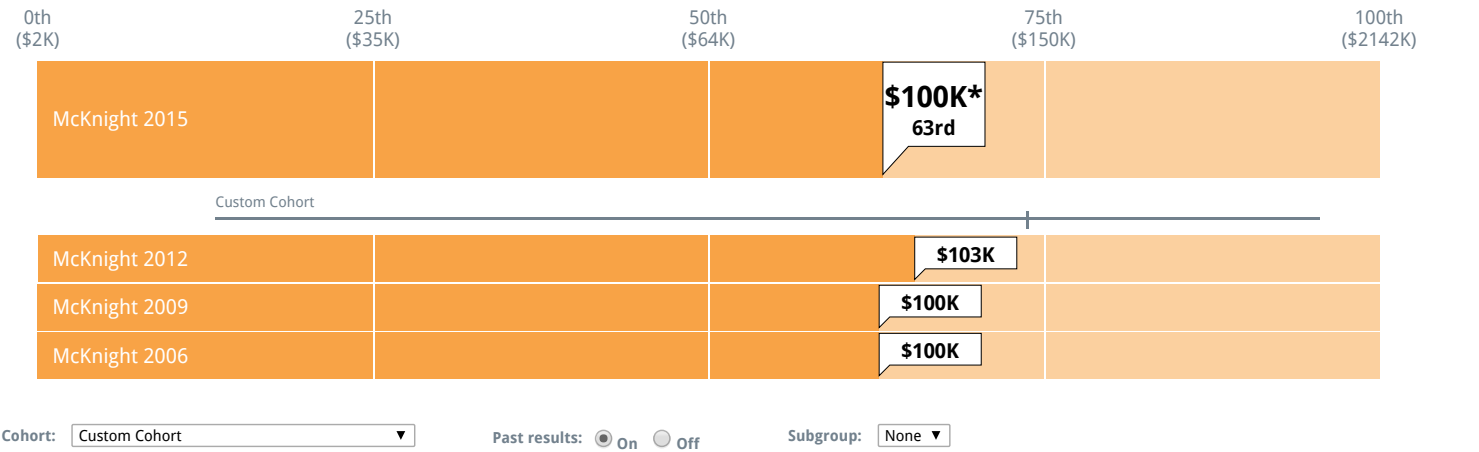 0th 25th 50th 75th 100th
($2K) ($35K) ($64K) ($150K) ($2142K)
McKnight 2015
$100K*
63rd
Custom Cohort
McKnight 2012 $103K
McKnight 2009 $100K
McKnight 2006 $100K
Cohort: Custom Cohort ▼ Past results: On Off Subgroup: None ▼